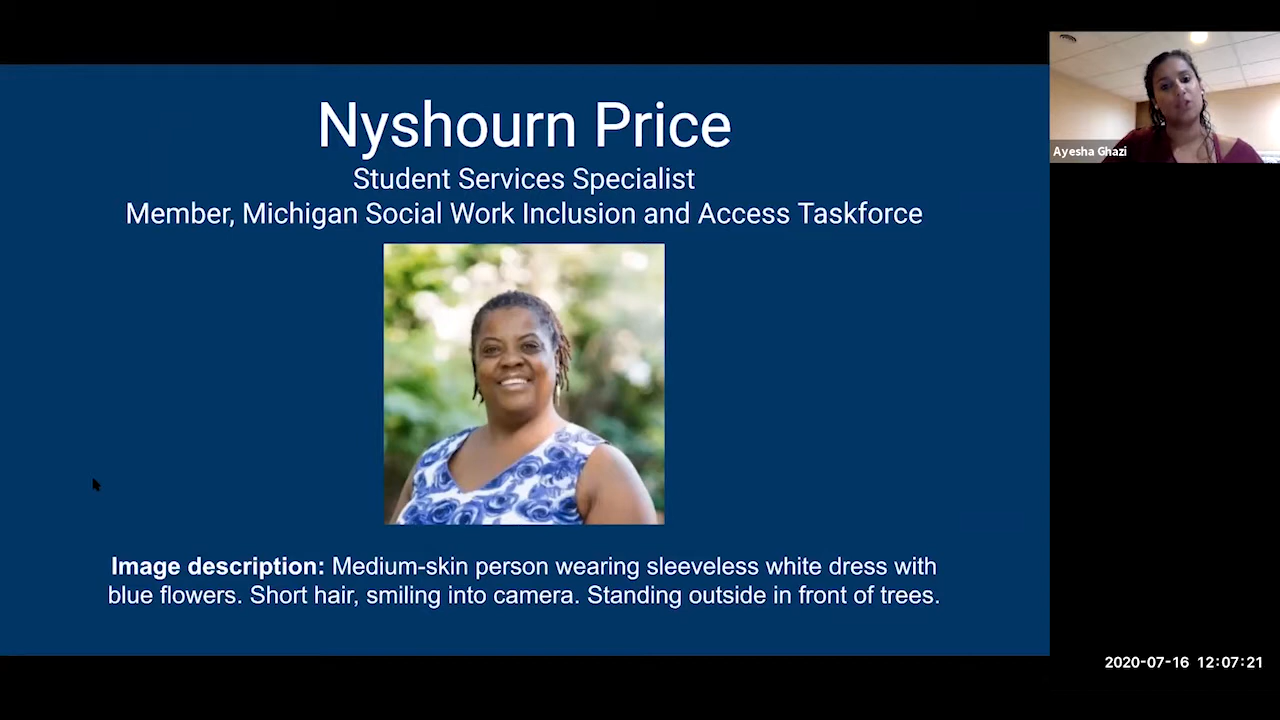 Nyshourn Price
Student Services Specialist
Member, Michigan Social Work Inclusion and Access Taskforce
Ayesha Ghazi
Image description: Medium-skin person wearing sleeveless white dress with
blue flowers. Short hair, smiling into camera. Standing outside in front of trees.
2020-07-16 12:07:21